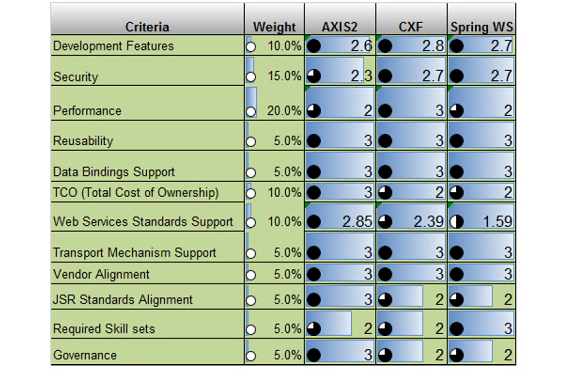 Criteria Weight AXIS2 CXF Spring WS
Development Features 10.0% 2.6 2.8 2.7
Security 15.0% 2.3 2.7 2.7
Performance 20.0% 2 3 2
Reusability 5.0% 3 3 3
Data Bindings Support 5.0% 3 3 3
TCO (Total Cost of Ownership) 10.0% 3 2 2
Web Services Standards Support 10.0% 2.85 2.39 1.59
Transport Mechanism Support 5.0% 3 3 3
Vendor Alignment 5.0% 3 3 3
JSR Standards Alignment 5.0% 3 2 2
Required Skill sets 5.0% 2 2 3
Governance 5.0% 3 2 2